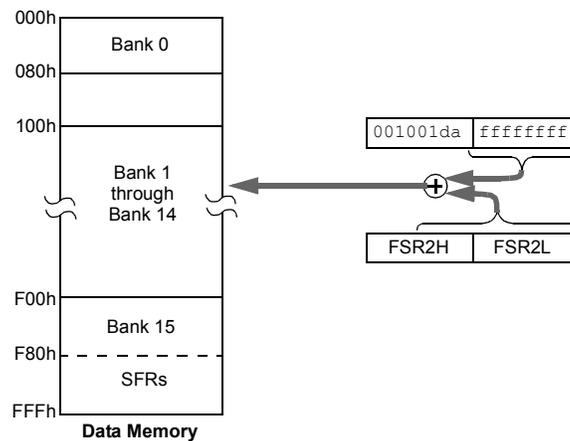 000h
Bank 0
080h
100h
001001da ffffffff
Bank 1
through
Bank 14
+
FSR2H FSR2L
F00h
Bank 15
F80h
SFRs
FFFh
Data Memory